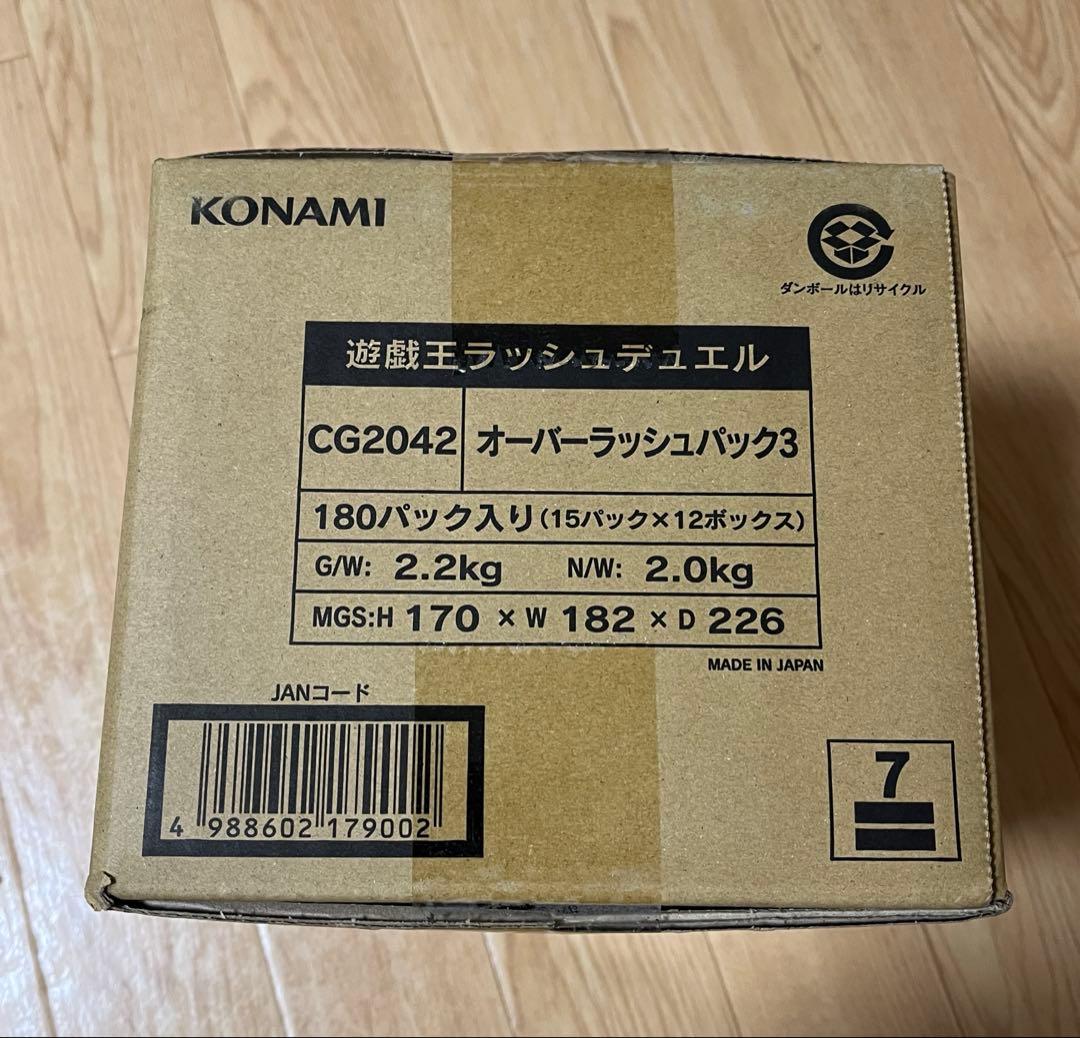 KONAMI
ダンボールはリサイクル
遊戯王ラッシュデュエル
CG2042 オーバーラッシュパック3
180パック入り(15パック×12ボックス)
G/W: 2.2kg N/W: 2.0kg
MGS:H 170 × W 182 × D 226
MADE IN JAPAN
JANコード
4 988602 179002
7